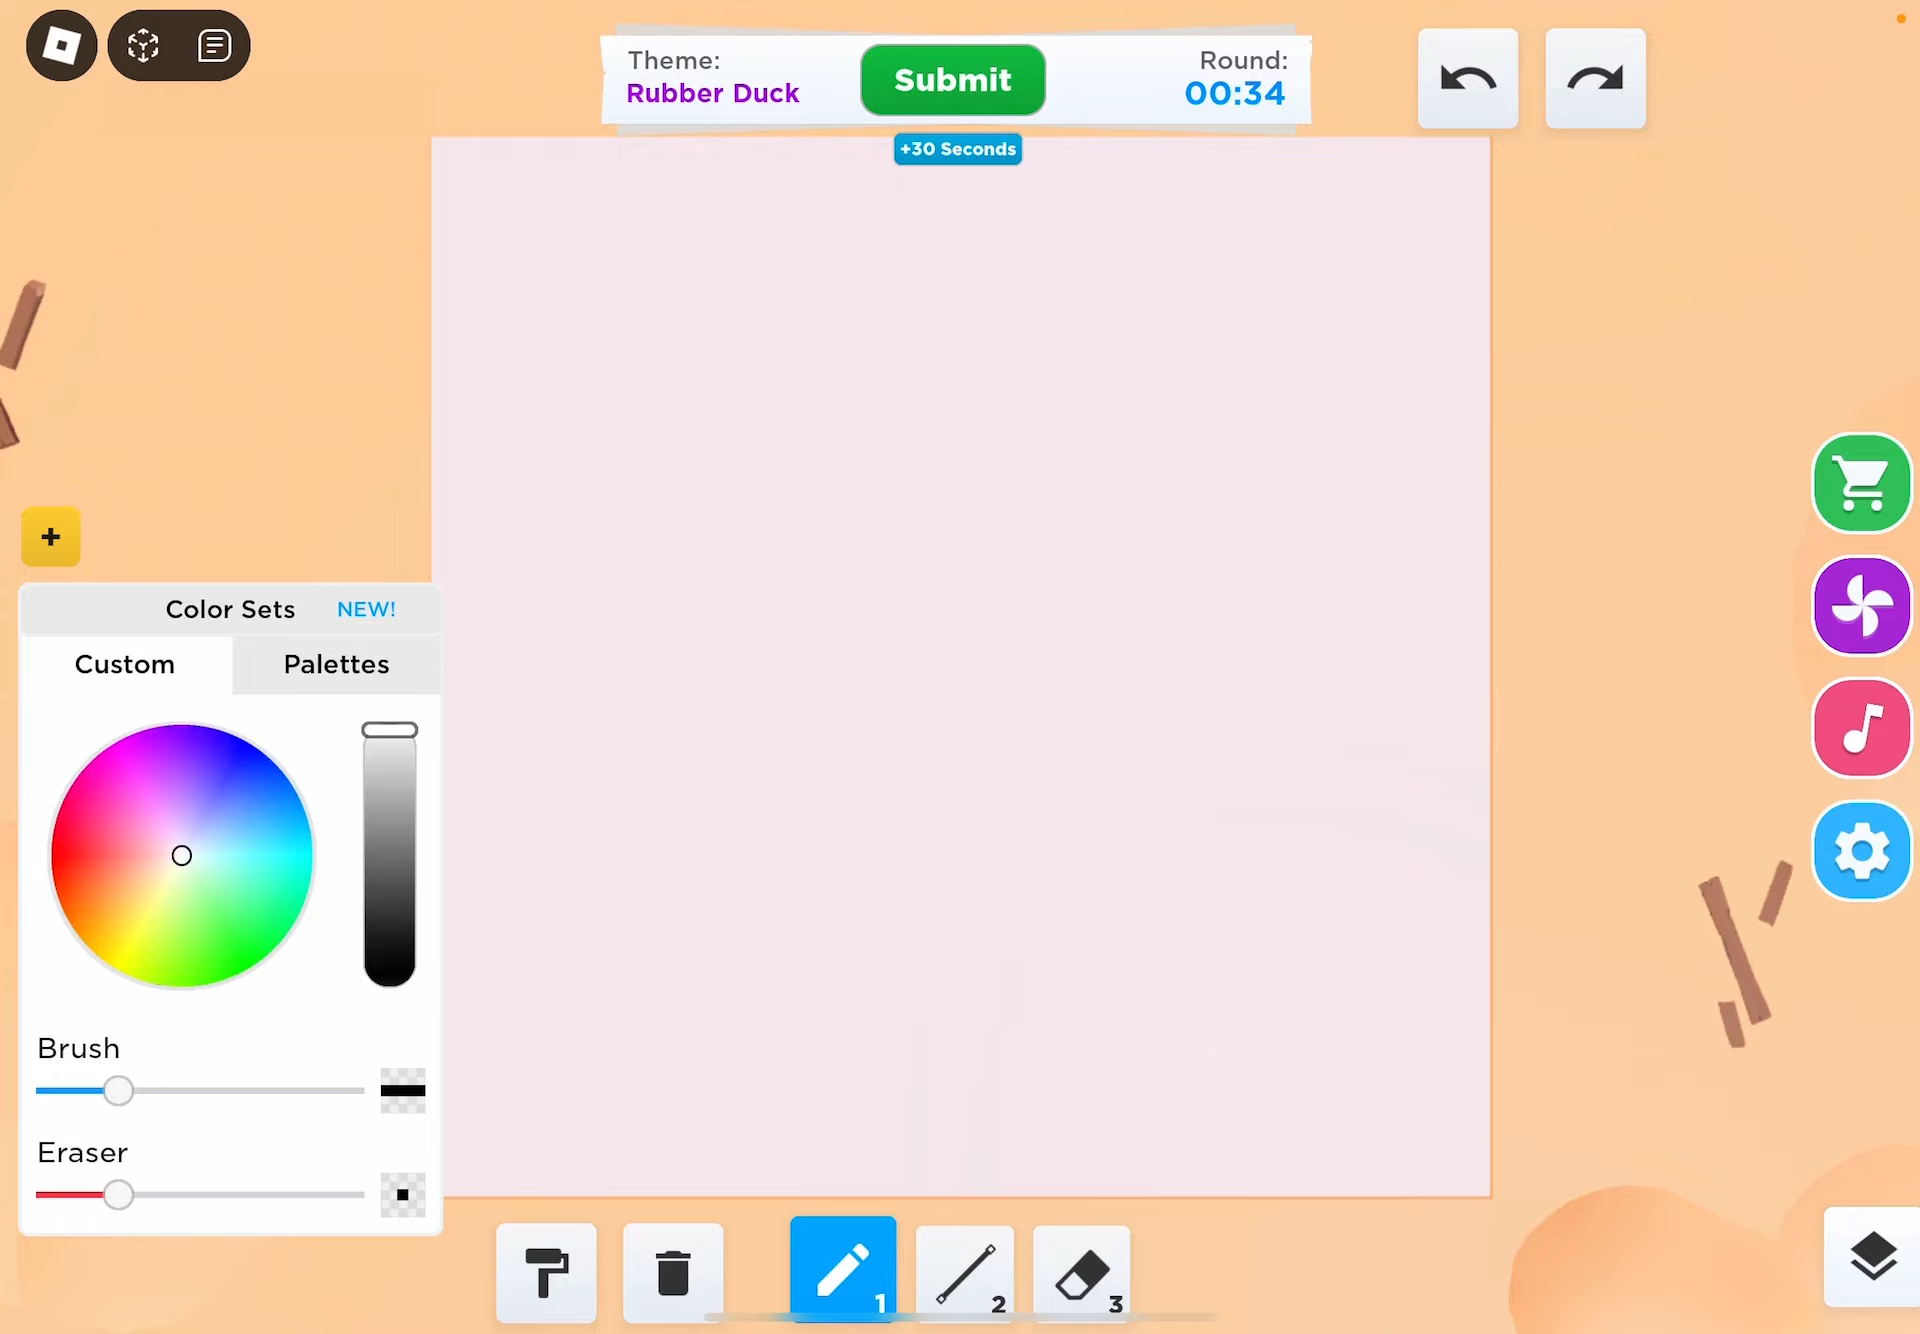 Theme:
Rubber Duck
Submit
Round:
00:34
+30 Seconds
+
Color Sets NEW!
Custom Palettes
Brush
Eraser
1
2
3